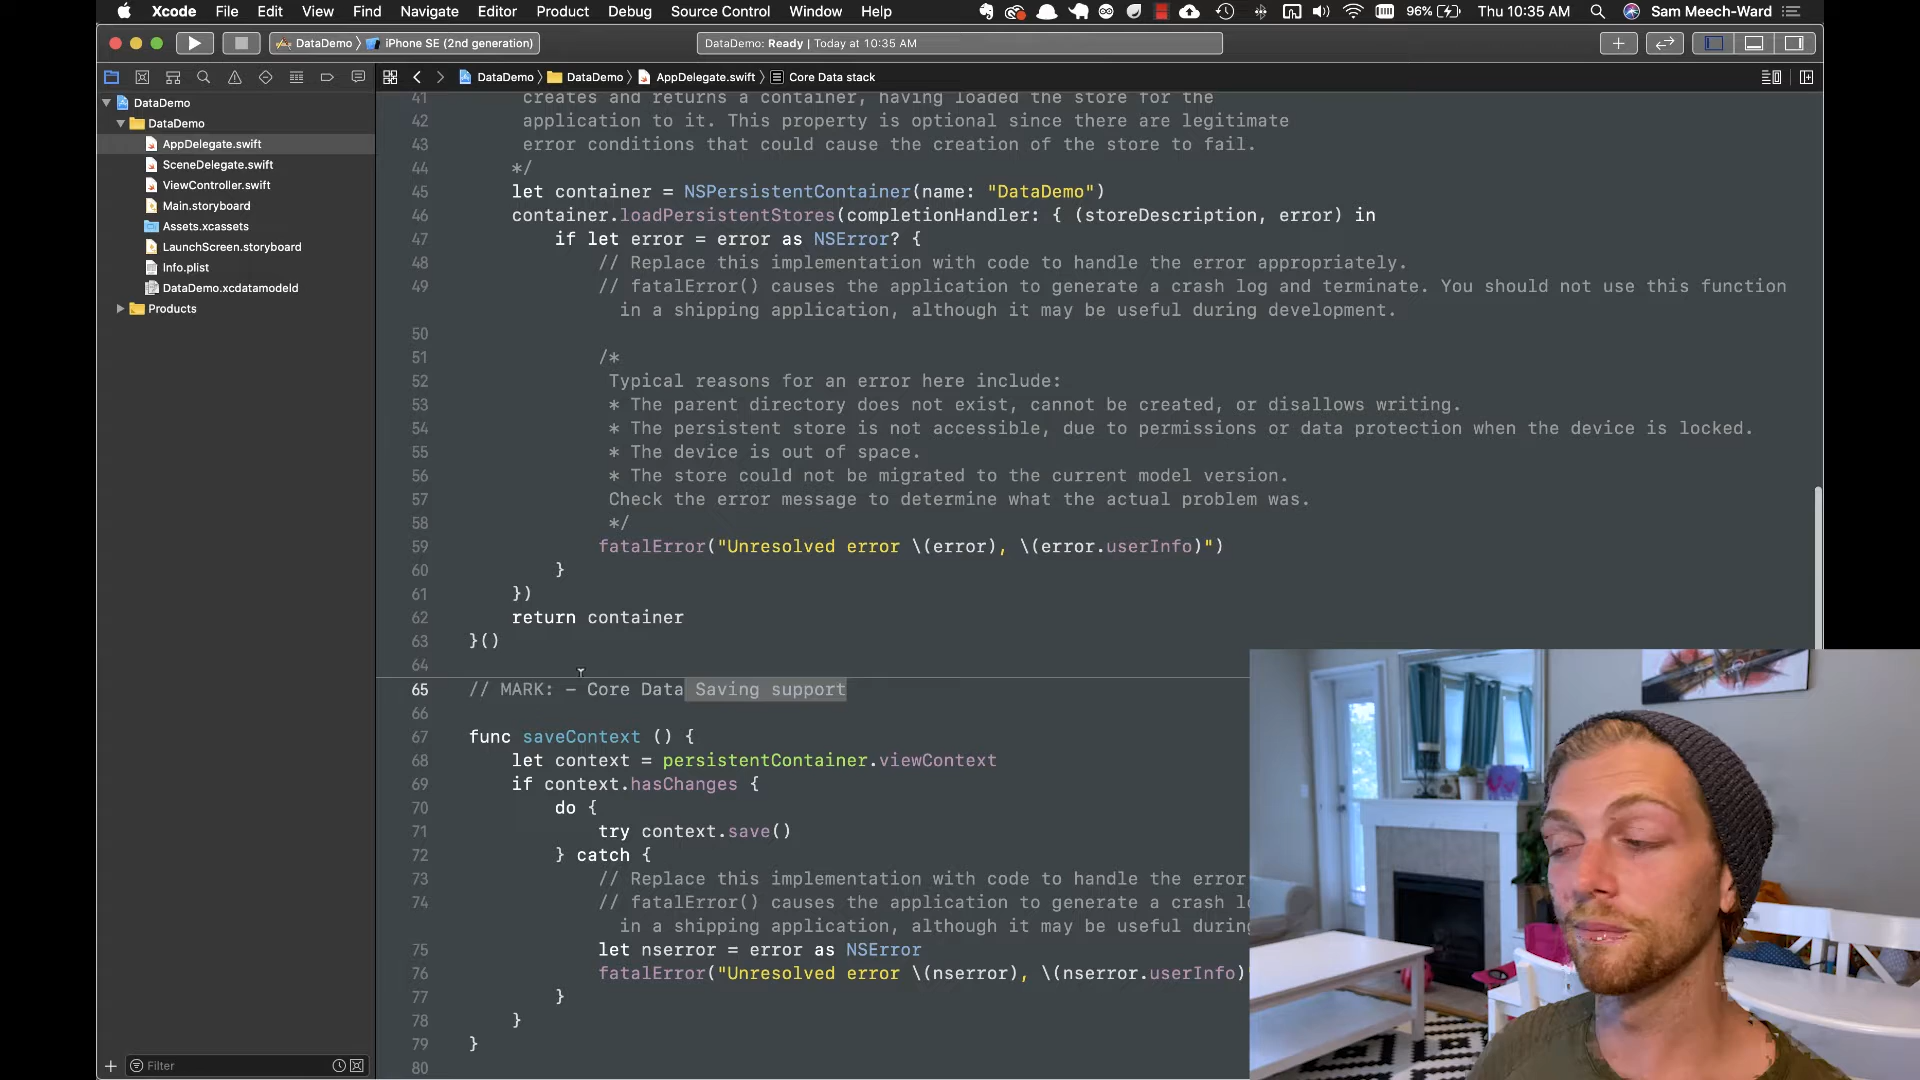 Xcode File Edit View Find Navigate Editor Product Debug Source Control Window Help 96% Thu 10:35 AM Sam Meech-Ward
DataDemo iPhone SE (2nd generation) DataDemo: Ready | Today at 10:35 AM
DataDemo DataDemo AppDelegate.swift Core Data stack
DataDemo
DataDemo
AppDelegate.swift
SceneDelegate.swift
ViewController.swift
Main.storyboard
Assets.xcassets
LaunchScreen.storyboard
Info.plist
DataDemo.xcdatamodeld
Products
Filter
41 creates and returns a container, having loaded the store for the
42 application to it. This property is optional since there are legitimate
43 error conditions that could cause the creation of the store to fail.
44 */
45 let container = NSPersistentContainer(name: "DataDemo")
46 container.loadPersistentStores(completionHandler: { (storeDescription, error) in
47 if let error = error as NSError? {
48 // Replace this implementation with code to handle the error appropriately.
49 // fatalError() causes the application to generate a crash log and terminate. You should not use this function
in a shipping application, although it may be useful during development.
50
51 /*
52 Typical reasons for an error here include:
53 * The parent directory does not exist, cannot be created, or disallows writing.
54 * The persistent store is not accessible, due to permissions or data protection when the device is locked.
55 * The device is out of space.
56 * The store could not be migrated to the current model version.
57 Check the error message to determine what the actual problem was.
58 */
59 fatalError("Unresolved error \(error), \(error.userInfo)")
60 }
61 })
62 return container
63 }()
64
65 // MARK: - Core Data Saving support
66
67 func saveContext () {
68 let context = persistentContainer.viewContext
69 if context.hasChanges {
70 do {
71 try context.save()
72 } catch {
73 // Replace this implementation with code to handle the error
74 // fatalError() causes the application to generate a crash l
in a shipping application, although it may be useful during
75 let nserror = error as NSError
76 fatalError("Unresolved error \(nserror), \(nserror.userInfo)
77 }
78 }
79 }
80